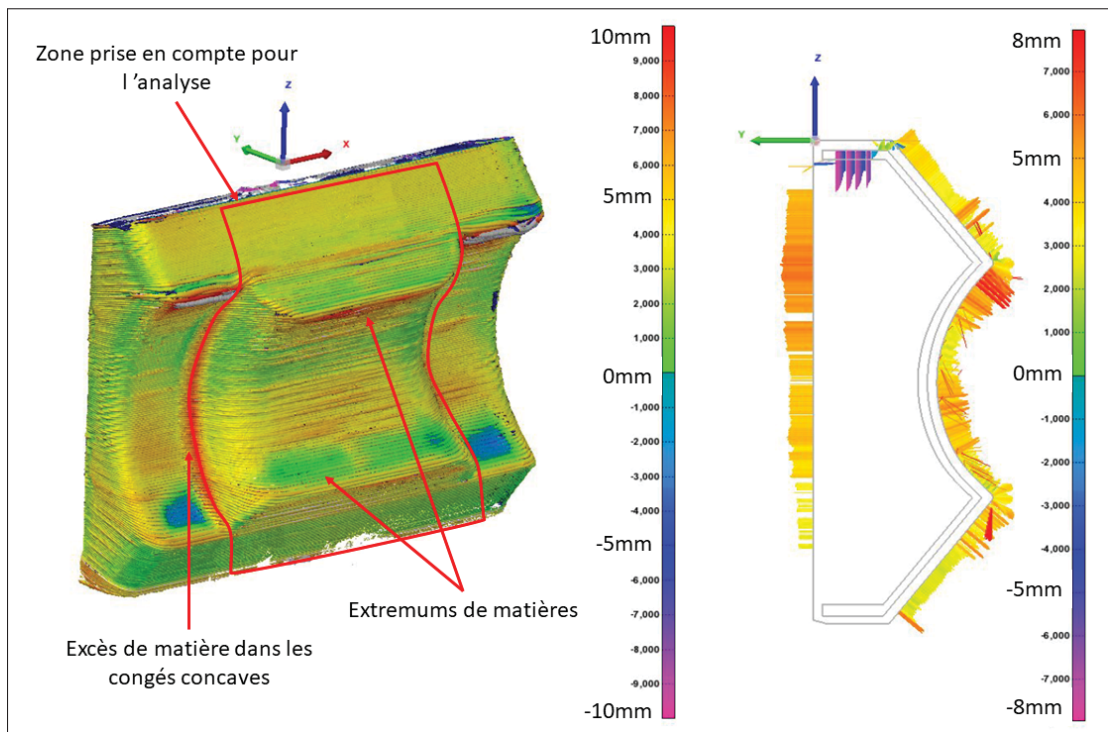 Zone prise en compte pour
l 'analyse
Z
Y
X
Excès de matière dans les
congés concaves
Extremums de matières
10mm
9,000
8,000
7,000
6,000
5mm
4,000
3,000
2,000
1,000
0mm
-1,000
-2,000
-3,000
-4,000
-5mm
-6,000
-7,000
-8,000
-9,000
-10mm
Z
Y
8mm
7,000
6,000
5mm
4,000
3,000
2,000
1,000
0mm
-1,000
-2,000
-3,000
-4,000
-5mm
-6,000
-7,000
-8mm